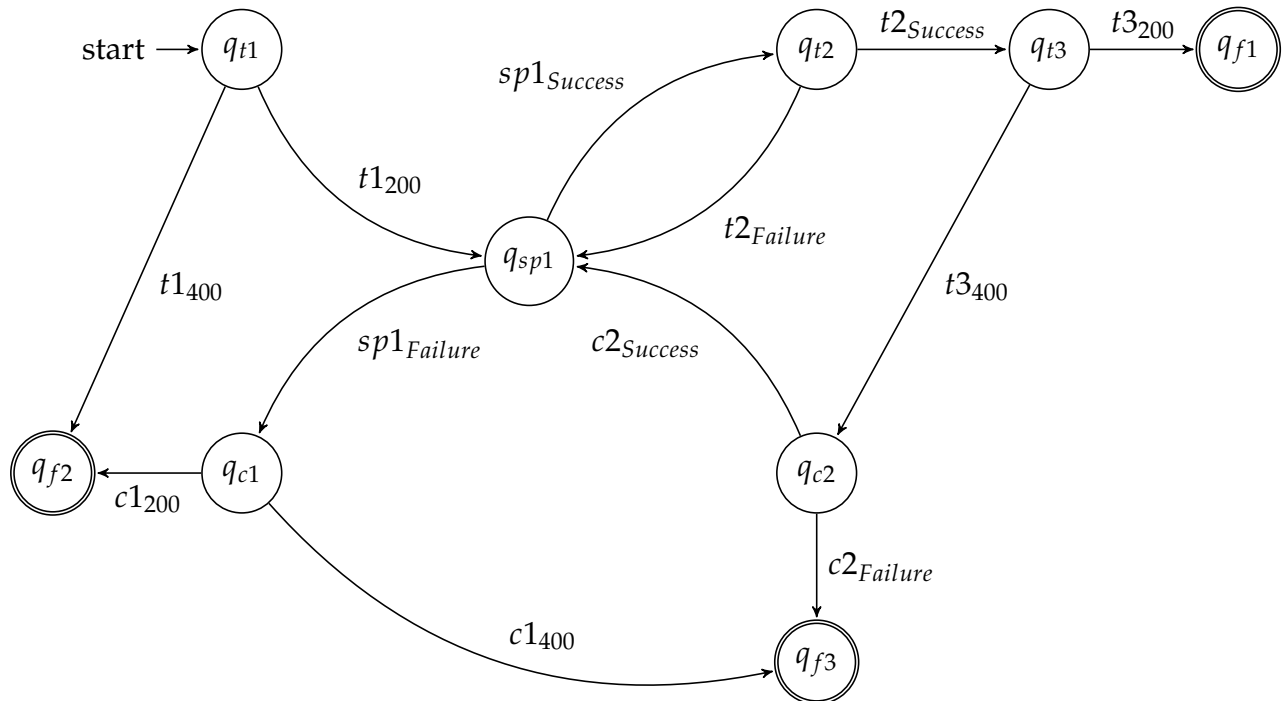 start
q_{t1}
q_{t2}
t2_{Success}
q_{t3}
t3_{200}
q_{f1}
sp1_{Success}
t1_{200}
t2_{Failure}
q_{sp1}
t1_{400}
t3_{400}
sp1_{Failure}
c2_{Success}
q_{f2}
c1_{200}
q_{c1}
q_{c2}
c2_{Failure}
c1_{400}
q_{f3}